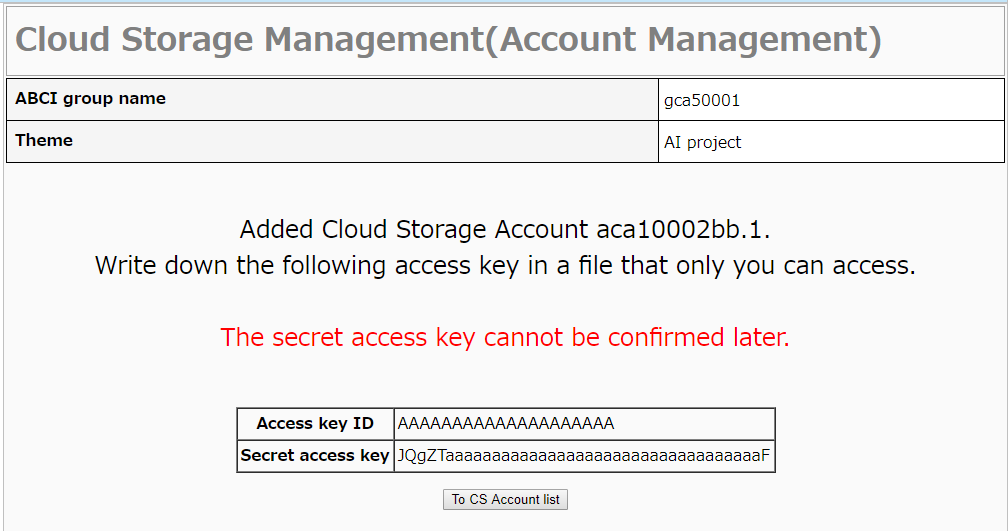 Cloud Storage Management(Account Management)
ABCI group name gca50001
Theme AI project
Added Cloud Storage Account aca10002bb.1.
Write down the following access key in a file that only you can access.
The secret access key cannot be confirmed later.
Access key ID AAAAAAAAAAAAAAAAAAAA
Secret access key JQgZTaaaaaaaaaaaaaaaaaaaaaaaaaaaaaaaaaaF
To CS Account list